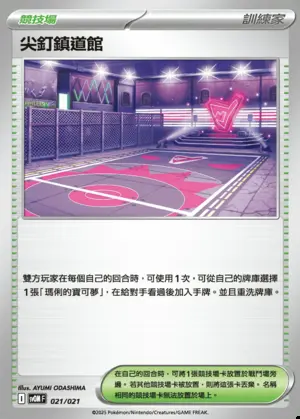 競技場
訓練家
尖釘鎮道館
雙方玩家在每個自己的回合時,可使用1次,可從自己的牌庫選擇
1張「瑪俐的寶可夢」,在給對手看過後加入手牌。並且重洗牌庫。
在自己的回合時,可將1張競技場卡放置於戰鬥場旁
邊。若其他競技場卡放置於場上,則將這張卡丟棄。名稱
相同的競技場卡無法放置於場上。
Illus. AYUMI ODASHIMA
I SVOM F 021/021
©2025 Pokémon/Nintendo/Creatures/GAME FREAK.